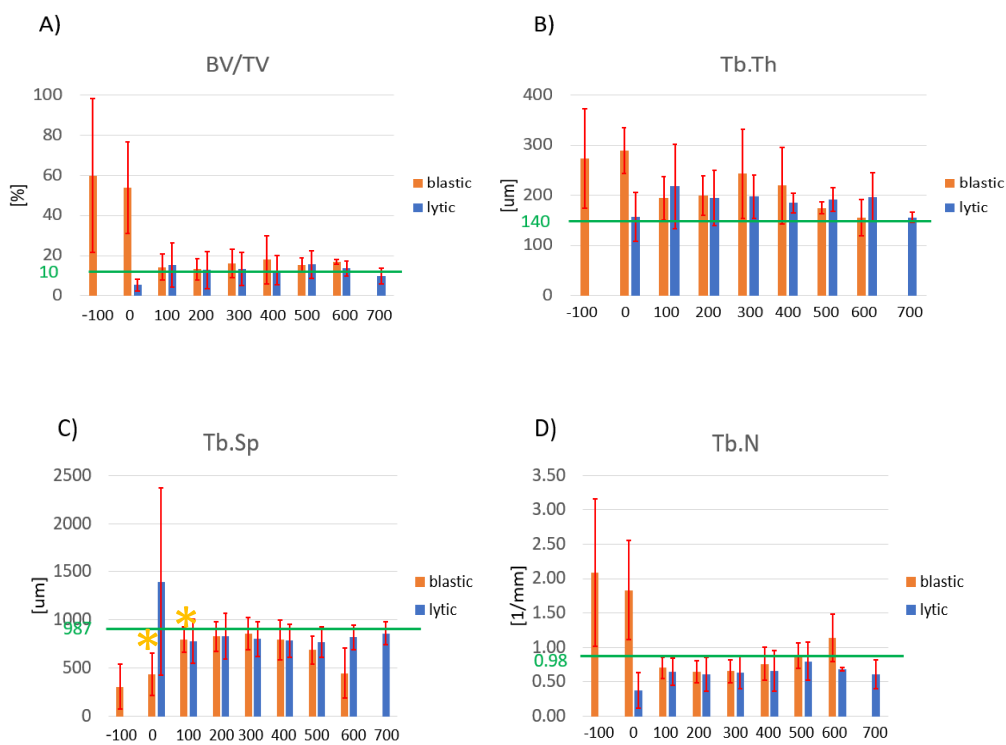 A)
BV/TV
100
80
60
40
20
10
0
[%]
-100 0 100 200 300 400 500 600 700
blastic
lytic
B)
Tb.Th
400
300
200
140
100
0
[um]
-100 0 100 200 300 400 500 600 700
blastic
lytic
C)
Tb.Sp
2500
2000
1500
1000
987
500
0
[um]
-100 0 100 200 300 400 500 600 700
blastic
lytic
D)
Tb.N
3.50
3.00
2.50
2.00
1.50
1.00
0.98
0.50
0.00
[1/mm]
-100 0 100 200 300 400 500 600 700
blastic
lytic